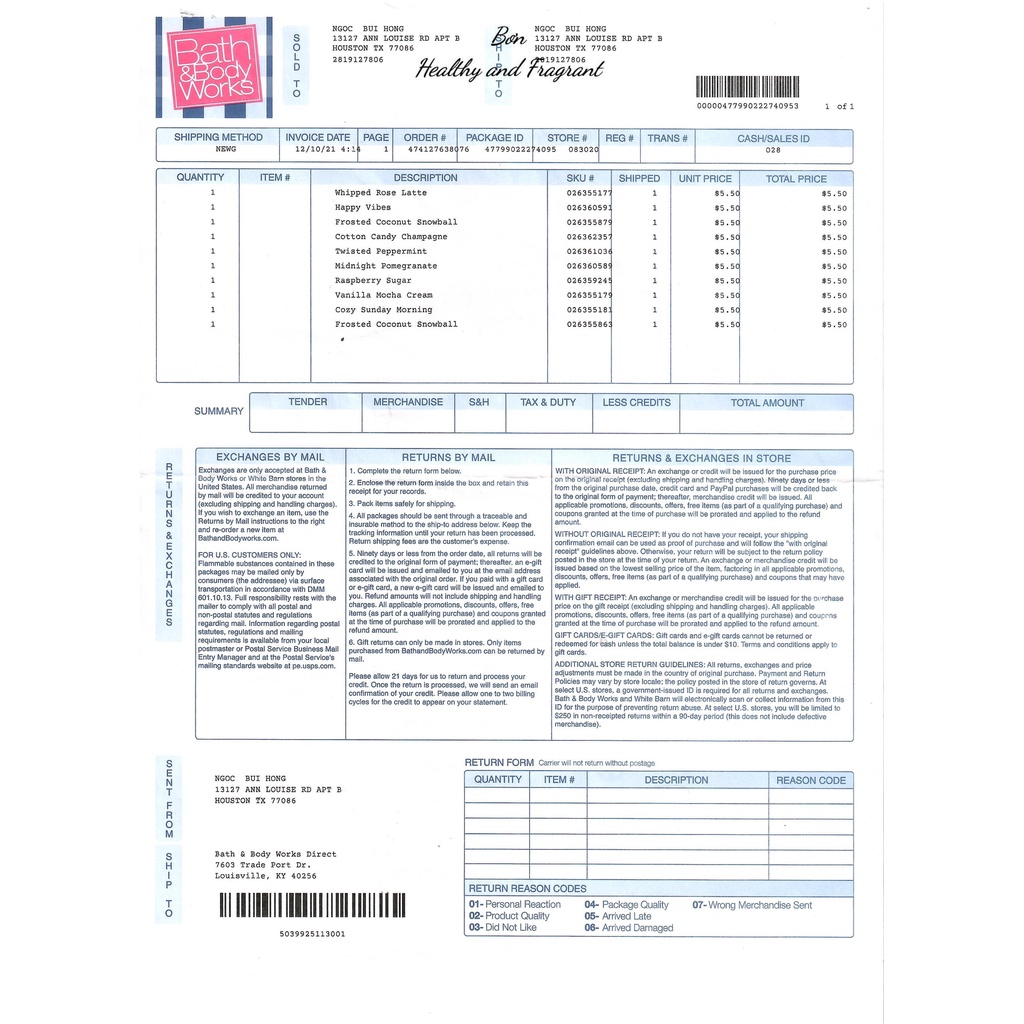 Bath
&Body
Works
SOLD TO
NGOC BUI HONG
13127 ANN LOUISE RD APT B
HOUSTON TX 77086
2819127806
SHIP TO
NGOC BUI HONG
13127 ANN LOUISE RD APT B
HOUSTON TX 77086
2819127806
Bon
Healthy and Fragrant
00000477990222740953
1 of 1
SHIPPING METHOD INVOICE DATE PAGE ORDER # PACKAGE ID STORE # REG # TRANS # CASH/SALES ID
NEWG 12/10/21 4:14 1 474127638076 47799022274095 083020 028
QUANTITY ITEM # DESCRIPTION SKU # SHIPPED UNIT PRICE TOTAL PRICE
1 Whipped Rose Latte 026355177 1 $5.50 $5.50
1 Happy Vibes 026360591 1 $5.50 $5.50
1 Frosted Coconut Snowball 026355879 1 $5.50 $5.50
1 Cotton Candy Champagne 026362357 1 $5.50 $5.50
1 Twisted Peppermint 026361036 1 $5.50 $5.50
1 Midnight Pomegranate 026360589 1 $5.50 $5.50
1 Raspberry Sugar 026359245 1 $5.50 $5.50
1 Vanilla Mocha Cream 026355179 1 $5.50 $5.50
1 Cozy Sunday Morning 026355181 1 $5.50 $5.50
1 Frosted Coconut Snowball 026355863 1 $5.50 $5.50
SUMMARY
TENDER MERCHANDISE S&H TAX & DUTY LESS CREDITS TOTAL AMOUNT
RETURNS & EXCHANGES
EXCHANGES BY MAIL
Exchanges are only accepted at Bath &
Body Works or White Barn stores in the
United States. All merchandise returned
by mail will be credited to your account
(excluding shipping and handling charges).
If you wish to exchange an item, use the
Returns by Mail instructions to the right
and re-order a new item at
BathandBodyworks.com.
FOR U.S. CUSTOMERS ONLY:
Flammable substances contained in these
packages may be mailed only by
consumers (the addressee) via surface
transportation in accordance with DMM
601.10.13. Full responsibility rests with the
mailer to comply with all postal and
non-postal statutes and regulations
regarding mail. Information regarding postal
statutes, regulations and mailing
requirements is available from your local
postmaster or Postal Service Business Mail
Entry Manager and at the Postal Service's
mailing standards website at pe.usps.com.
RETURNS BY MAIL
1. Complete the return form below.
2. Enclose the return form inside the box and retain this
receipt for your records.
3. Pack items safely for shipping.
4. All packages should be sent through a traceable and
insurable method to the ship-to address below. Keep the
tracking information until your return has been processed.
Return shipping fees are the customer's expense.
5. Ninety days or less from the order date, all returns will be
credited to the original form of payment; thereafter, an e-gift
card will be issued and emailed to you at the email address
associated with the original order. If you paid with a gift card
or e-gift card, a new e-gift card will be issued and emailed to
you. Refund amounts will not include shipping and handling
charges. All applicable promotions, discounts, offers, free
items (as part of a qualifying purchase) and coupons granted
at the time of purchase will be prorated and applied to the
refund amount.
6. Gift returns can only be made in stores. Only items
purchased from BathandBodyWorks.com can be returned by
mail.
Please allow 21 days for us to return and process your
credit. Once the return is processed, we will send an email
confirmation of your credit. Please allow one to two billing
cycles for the credit to appear on your statement.
RETURNS & EXCHANGES IN STORE
WITH ORIGINAL RECEIPT: An exchange or credit will be issued for the purchase price
on the original receipt (excluding shipping and handling charges). Ninety days or less
from the original purchase date, credit card and PayPal purchases will be credited back
to the original form of payment; thereafter, merchandise credit will be issued. All
applicable promotions, discounts, offers, free items (as part of a qualifying purchase) and
coupons granted at the time of purchase will be prorated and applied to the refund
amount.
WITHOUT ORIGINAL RECEIPT: If you do not have your receipt, your shipping
confirmation email can be used as proof of purchase and will follow the "with original
receipt" guidelines above. Otherwise, your return will be subject to the return policy
posted in the store at the time of your return. An exchange or merchandise credit will be
issued based on the lowest selling price of the item, factoring in all applicable promotions,
discounts, offers, free items (as part of a qualifying purchase) and coupons that may have
applied.
WITH GIFT RECEIPT: An exchange or merchandise credit will be issued for the purchase
price on the gift receipt (excluding shipping and handling charges). All applicable
promotions, discounts, offers, free items (as part of a qualifying purchase) and coupons
granted at the time of purchase will be prorated and applied to the refund amount.
GIFT CARDS/E-GIFT CARDS: Gift cards and e-gift cards cannot be returned or
redeemed for cash unless the total balance is under $10. Terms and conditions apply to
gift cards.
ADDITIONAL STORE RETURN GUIDELINES: All returns, exchanges and price
adjustments must be made in the country of original purchase. Payment and Return
Policies may vary by store locale; the policy posted in the store of return governs. At
select U.S. stores, a government-issued ID is required for all returns and exchanges.
Bath & Body Works and White Barn will electronically scan or collect information from this
ID for the purpose of preventing return abuse. At select U.S. stores, you will be limited to
$250 in non-receipted returns within a 90-day period (this does not include defective
merchandise).
SENT FROM
NGOC BUI HONG
13127 ANN LOUISE RD APT B
HOUSTON TX 77086
SHIP TO
Bath & Body Works Direct
7603 Trade Port Dr.
Louisville, KY 40256
5039925113001
RETURN FORM Carrier will not return without postage
QUANTITY ITEM # DESCRIPTION REASON CODE
RETURN REASON CODES
01- Personal Reaction 04- Package Quality 07- Wrong Merchandise Sent
02- Product Quality 05- Arrived Late
03- Did Not Like 06- Arrived Damaged